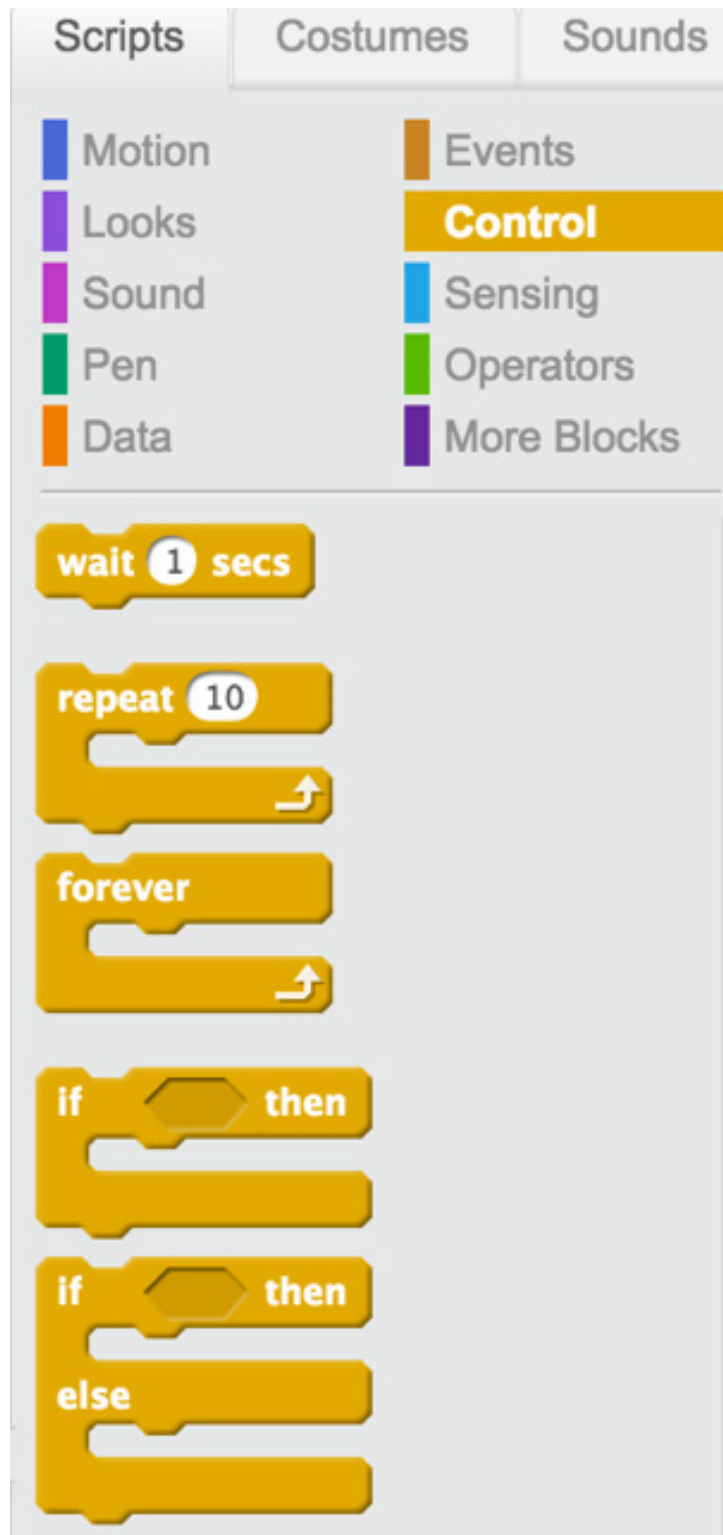 Scripts Costumes Sounds
Motion Events
Looks Control
Sound Sensing
Pen Operators
Data More Blocks
wait 1 secs
repeat 10
forever
if then
if then
else